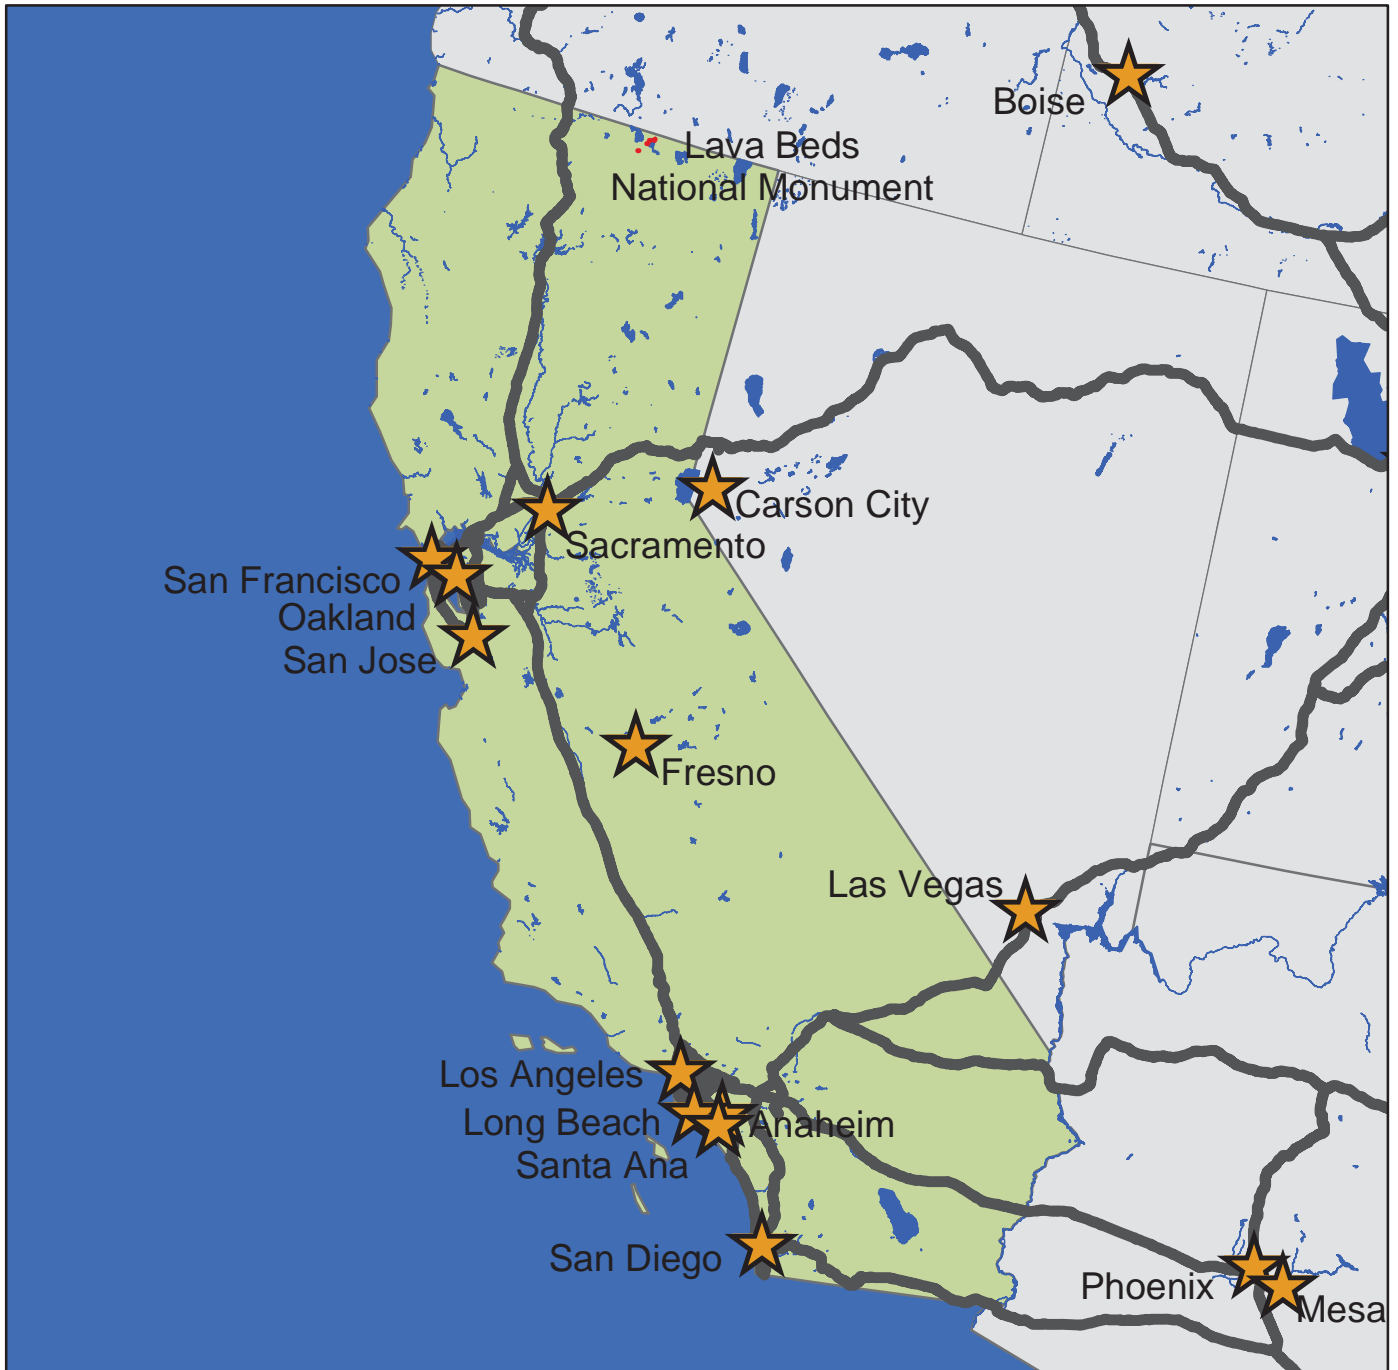 Boise
Lava Beds
National Monument
Carson City
Sacramento
San Francisco
Oakland
San Jose
Fresno
Las Vegas
Los Angeles
Long Beach
Anaheim
Santa Ana
San Diego
Phoenix
Mesa